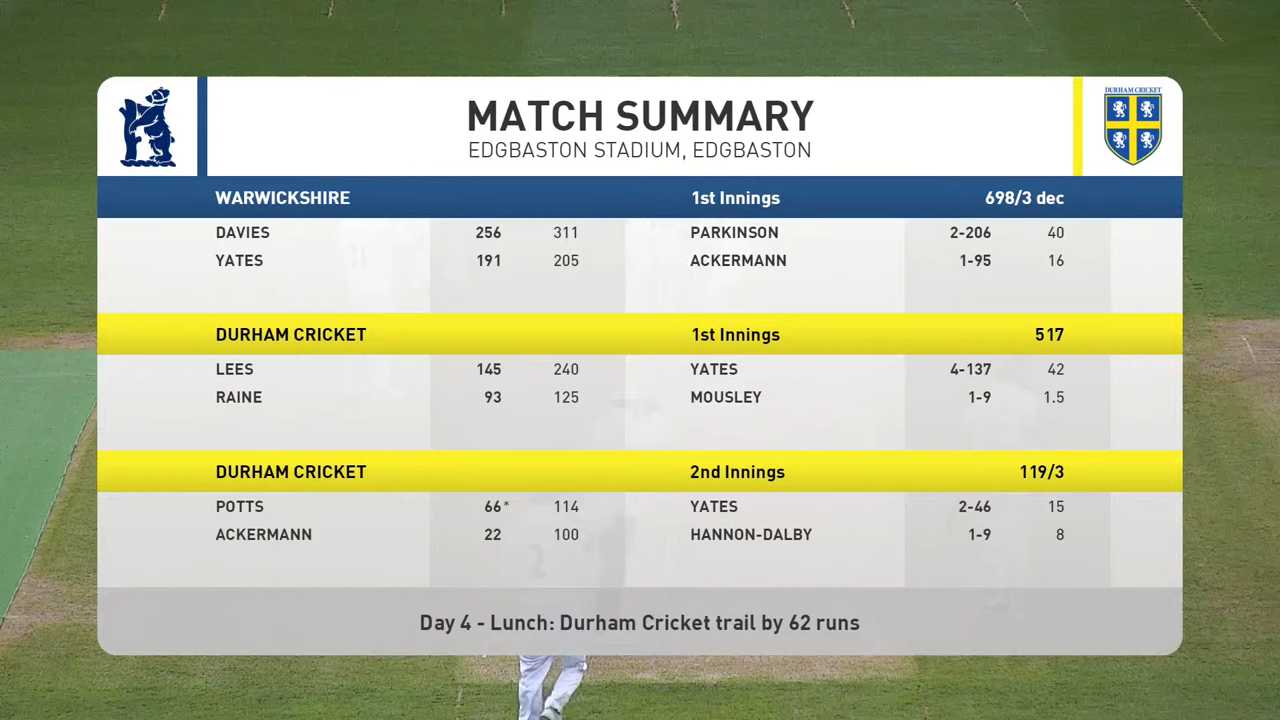 MATCH SUMMARY
EDGBASTON STADIUM, EDGBASTON
DURHAM CRICKET
WARWICKSHIRE 1st Innings 698/3 dec
DAVIES 256 311 PARKINSON 2-206 40
YATES 191 205 ACKERMANN 1-95 16
DURHAM CRICKET 1st Innings 517
LEES 145 240 YATES 4-137 42
RAINE 93 125 MOUSLEY 1-9 1.5
DURHAM CRICKET 2nd Innings 119/3
POTTS 66* 114 YATES 2-46 15
ACKERMANN 22 100 HANNON-DALBY 1-9 8
Day 4 - Lunch: Durham Cricket trail by 62 runs